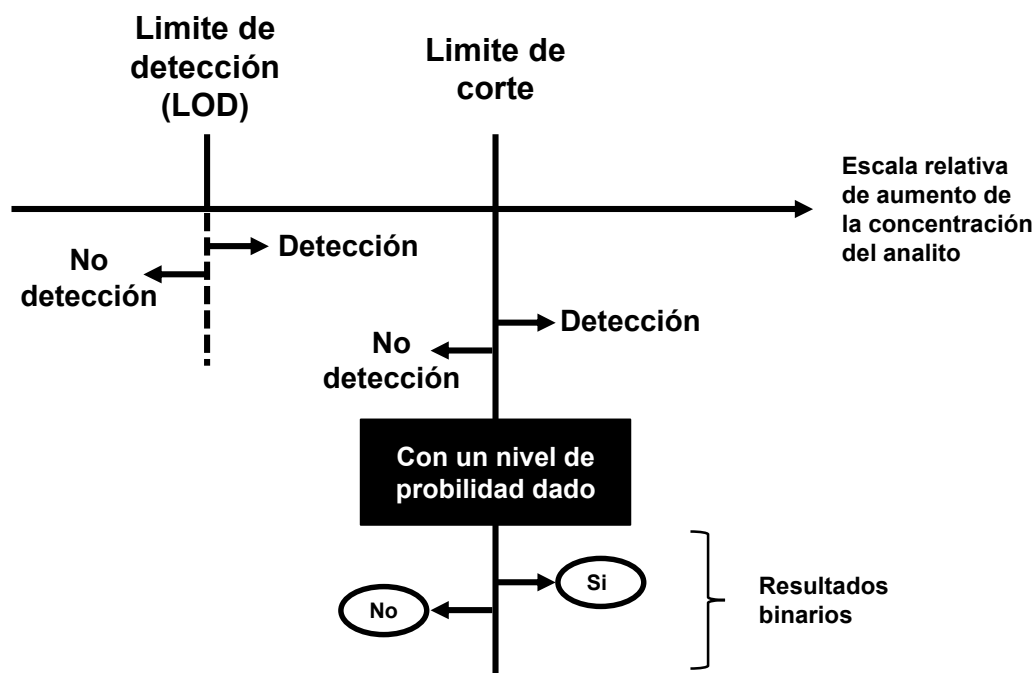 Limite de
detección
(LOD)
Limite de
corte
Escala relativa
de aumento de
la concentración
del analito
Detección
No
detección
Detección
No
detección
Con un nivel de
probilidad dado
Si
No
Resultados
binarios